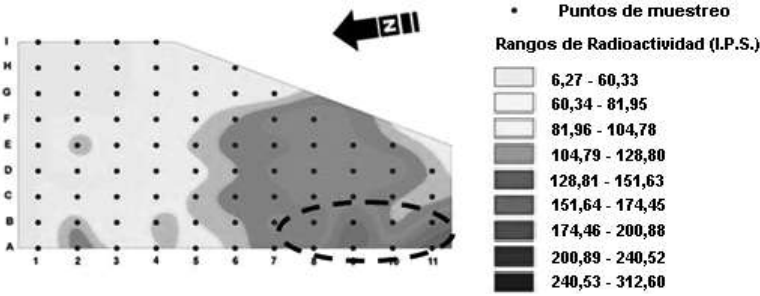 Puntos de muestreo
N
Rangos de Radioactividad (I.P.S.)
6,27 - 60,33
60,34 - 81,95
81,96 - 104,78
104,79 - 128,80
128,81 - 151,63
151,64 - 174,45
174,46 - 200,88
200,89 - 240,52
240,53 - 312,60
I
H
G
F
E
D
C
B
A
1 2 3 4 5 6 7 8 9 10 11